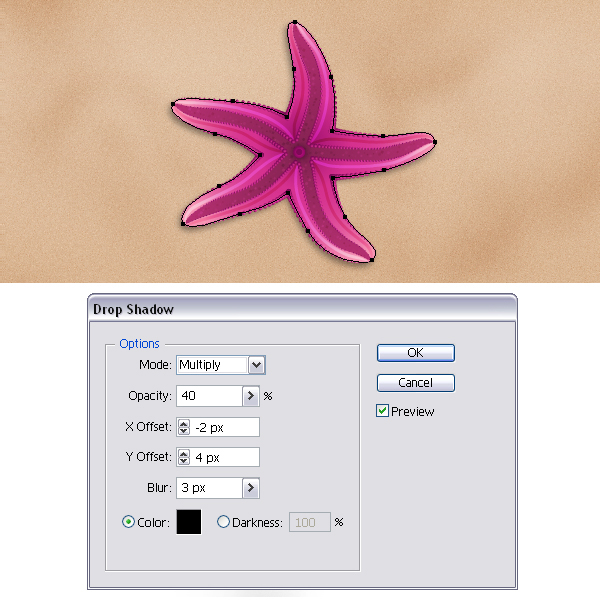 Drop Shadow
Options
Mode: Multiply
Opacity: 40 %
X Offset: -2 px
Y Offset: 4 px
Blur: 3 px
Color: Darkness: 100 %
OK
Cancel
Preview